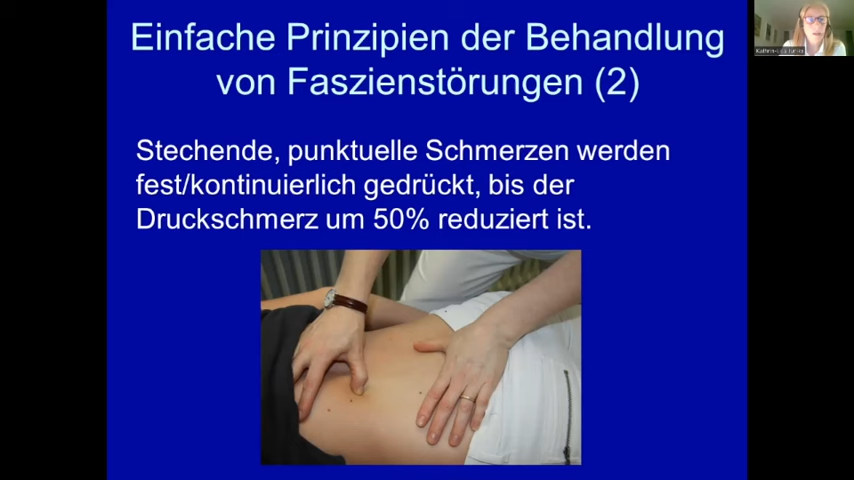 Einfache Prinzipien der Behandlung
von Faszienstörungen (2)
Stechende, punktuelle Schmerzen werden
fest/kontinuierlich gedrückt, bis der
Druckschmerz um 50% reduziert ist.